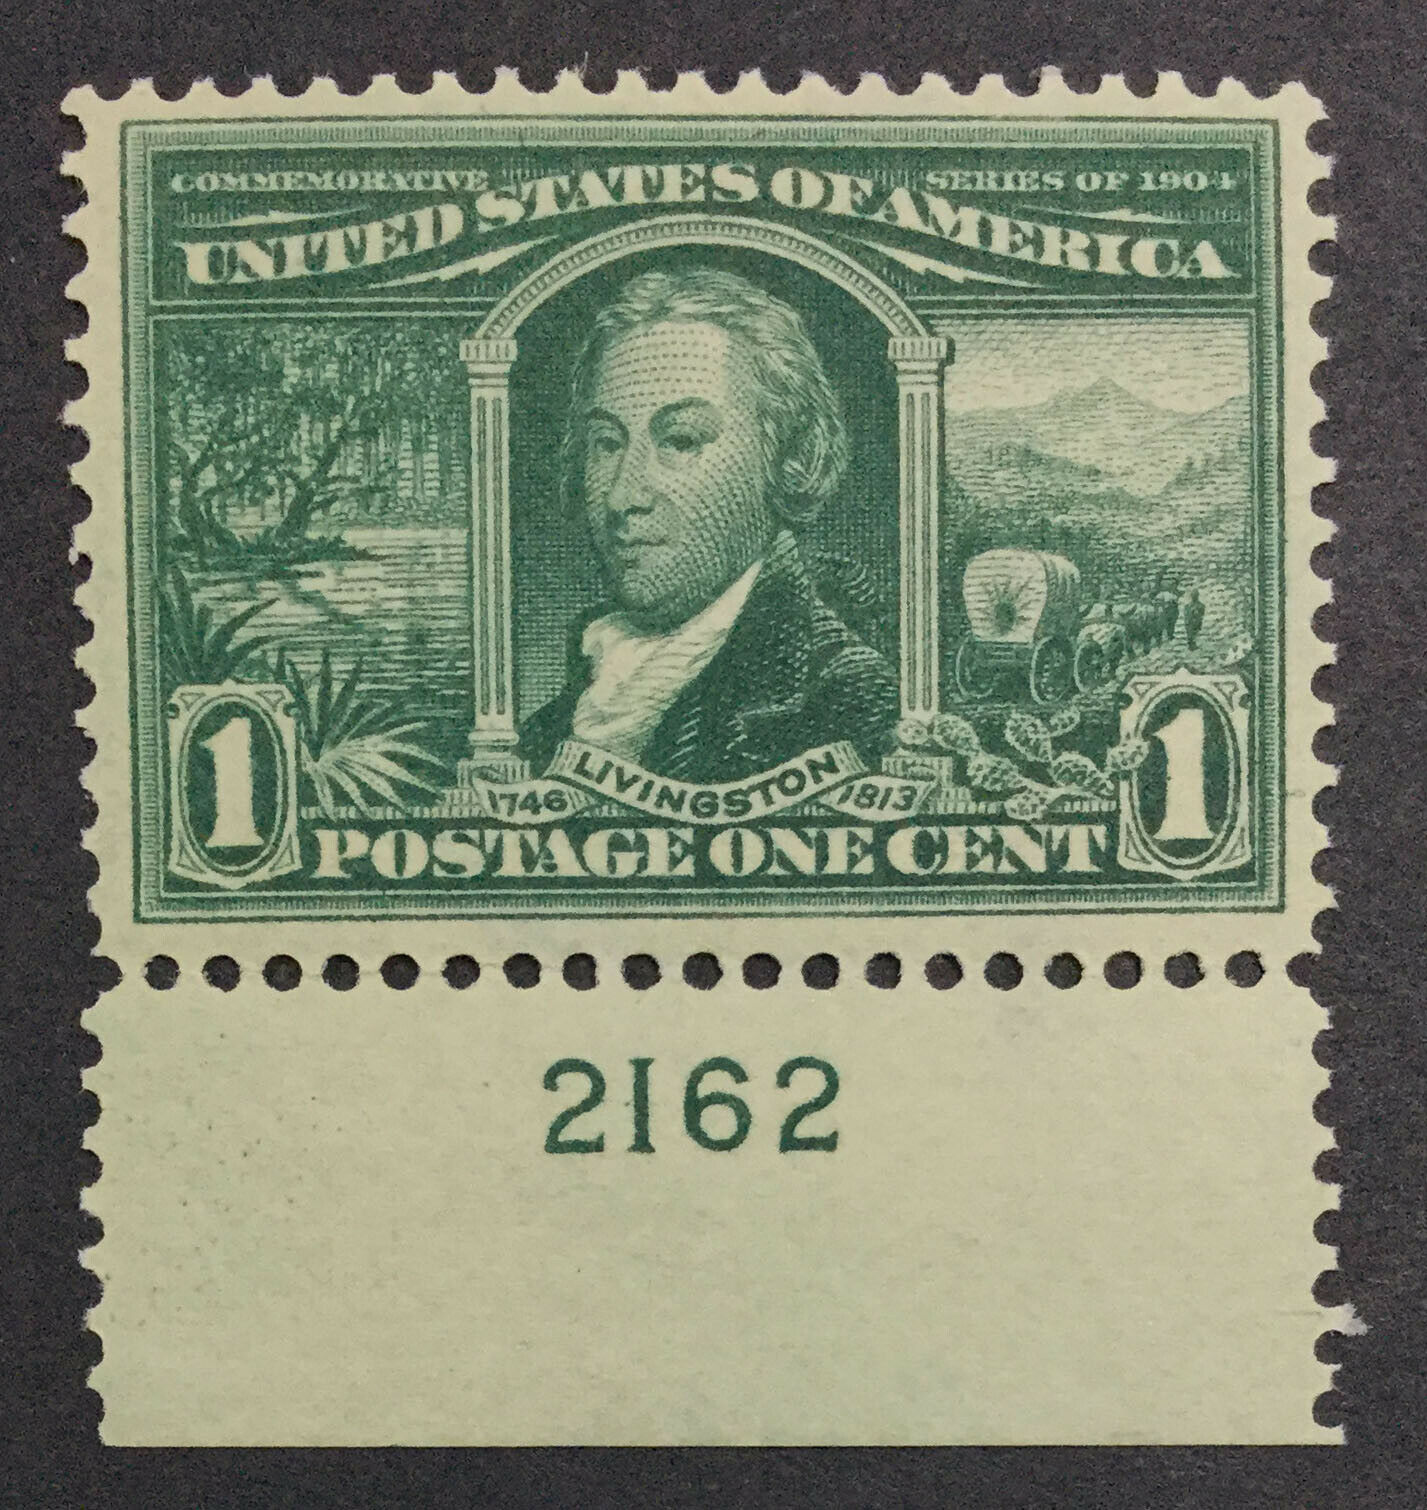 COMMEMORATIVE SERIES OF 1904
UNITED STATES OF AMERICA
1746 LIVINGSTON 1813
1 POSTAGE ONE CENT 1
2162